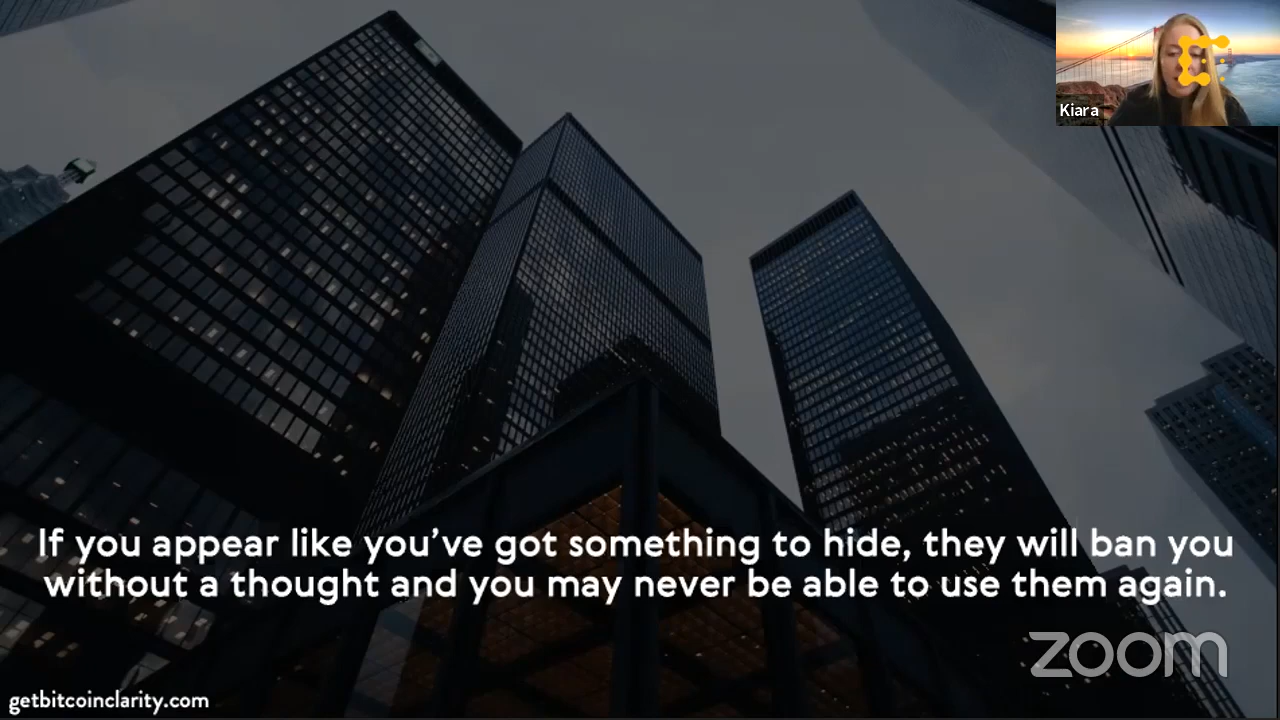 Kiara
If you appear like you've got something to hide, they will ban you
without a thought and you may never be able to use them again.
zoom
getbitcoinclarity.com